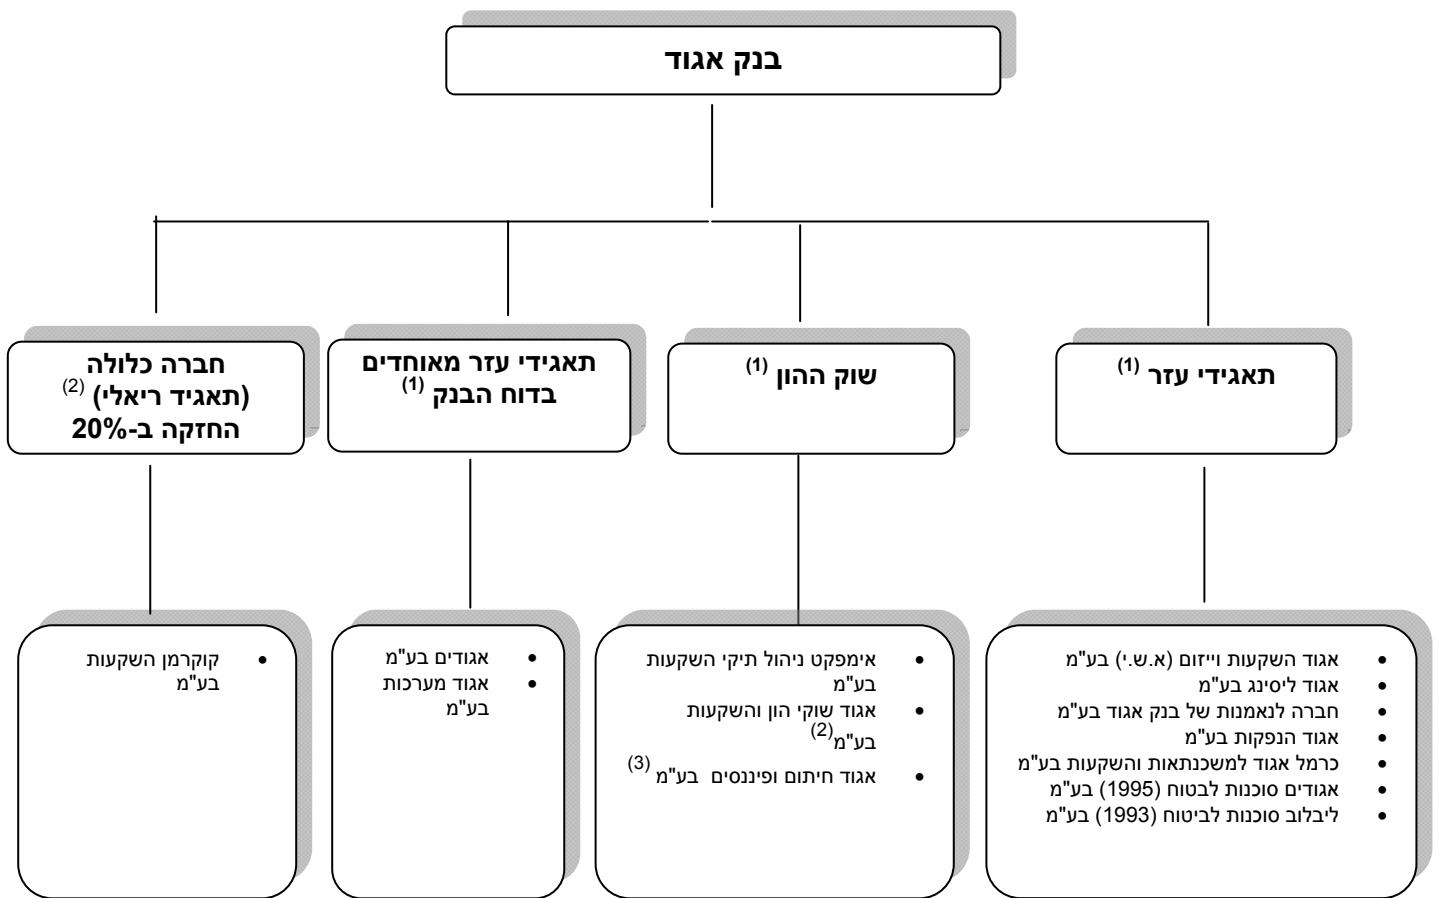 בנק אגוד
תאגידי עזר (1)
שוק ההון (1)
תאגידי עזר מאוחדים
בדוח הבנק (1)
חברה כלולה
(תאגיד ריאלי) (2)
החזקה ב-20%
• אגוד השקעות וייזום (א.ש.י) בע"מ
• אגוד ליסינג בע"מ
• חברה לנאמנות של בנק אגוד בע"מ
• אגוד הנפקות בע"מ
• כרמל אגוד למשכנתאות והשקעות בע"מ
• אגודים סוכנות לבטוח (1995) בע"מ
• ליבלוב סוכנות לביטוח (1993) בע"מ
• אימפקט ניהול תיקי השקעות
בע"מ
• אגוד שוקי הון והשקעות
בע"מ(2)
• אגוד חיתום ופיננסים בע"מ (3)
• אגודים בע"מ
• אגוד מערכות
בע"מ
• קוקרמן השקעות
בע"מ